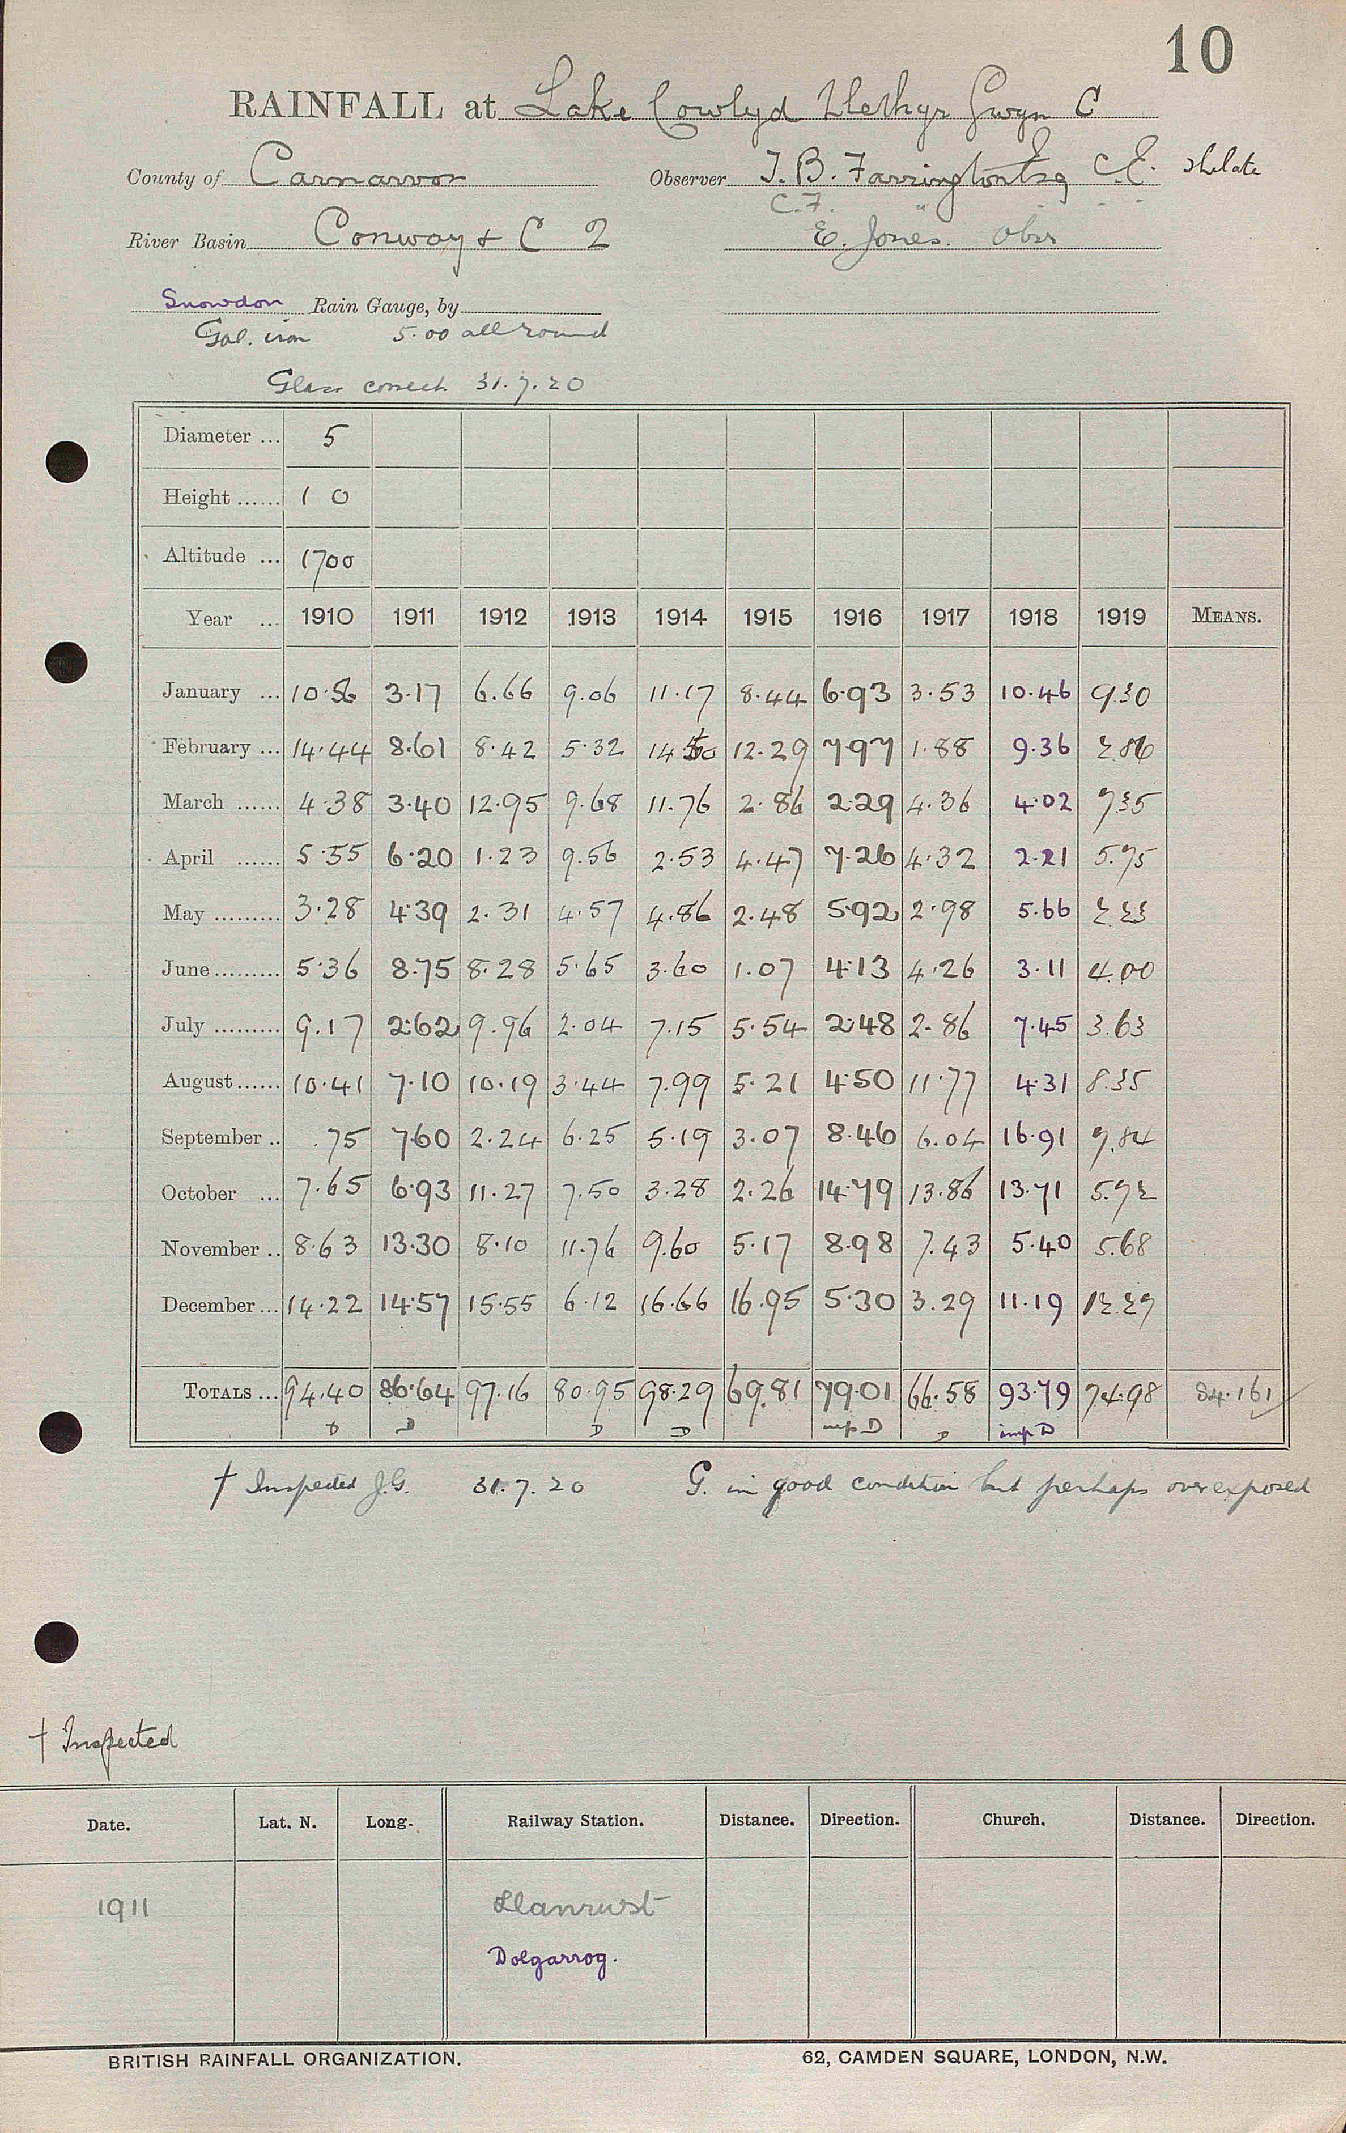 10
RAINFALL at Lake Cowlyd Llethyr Gwyn C
County of Carnarvon Observer T. B. Farrington Esq C.E.
C.F. " " "
River Basin Conway & C 2 E. Jones. Obsr
Snowdon Rain Gauge, by
Gal. iron 5.00 all round
Glass correct 31.7.20
Diameter ... 5
Height ...... 1 0
Altitude ... 1700
Year ... 1910 1911 1912 1913 1914 1915 1916 1917 1918 1919 MEANS.
January ... 10.56 3.17 6.66 9.06 11.17 8.44 6.93 3.53 10.46 9.30
February ... 14.44 8.61 8.42 5.32 14.50 12.29 7.97 1.88 9.36 2.86
March ...... 4.38 3.40 12.95 9.68 11.76 2.86 2.29 4.36 4.02 7.35
April ...... 5.55 6.20 1.23 9.56 2.53 4.47 7.26 4.32 2.21 5.75
May ......... 3.28 4.39 2.31 4.57 4.86 2.48 5.92 2.98 5.66
June ......... 5.36 8.75 8.28 5.65 3.60 1.07 4.13 4.26 3.11 4.00
July ......... 9.17 2.62 9.96 2.04 7.15 5.54 2.48 2.86 7.45 3.63
August ...... 10.41 7.10 10.19 3.44 7.99 5.21 4.50 11.77 4.31 8.35
September .. .75 7.60 2.24 6.25 5.19 3.07 8.46 6.04 16.91 7.84
October ... 7.65 6.93 11.27 7.50 3.28 2.26 14.79 13.86 13.71 5.72
November .. 8.63 13.30 8.10 11.76 9.60 5.17 8.98 7.43 5.40 5.68
December ... 14.22 14.57 15.55 6.12 16.66 16.95 5.30 3.29 11.19 12.27
TOTALS ... 94.40 86.64 97.16 80.95 98.29 69.81 79.01 66.58 93.79 74.98 84.161
D D D D imp D D imp D
† Inspected J.G. 31.7.20 G. in good condition but perhaps over exposed
† Inspected
Date. Lat. N. Long. Railway Station. Distance. Direction. Church. Distance. Direction.
1911 Llanrwst
Dolgarrog.
BRITISH RAINFALL ORGANIZATION. 62, CAMDEN SQUARE, LONDON, N.W.